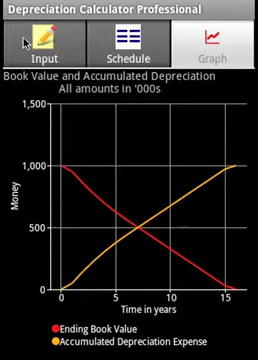 Depreciation Calculator Professional
Input Schedule Graph
Book Value and Accumulated Depreciation
All amounts in '000s
1,500
1,000
Money
500
0
0 5 10 15
Time in years
Ending Book Value
Accumulated Depreciation Expense